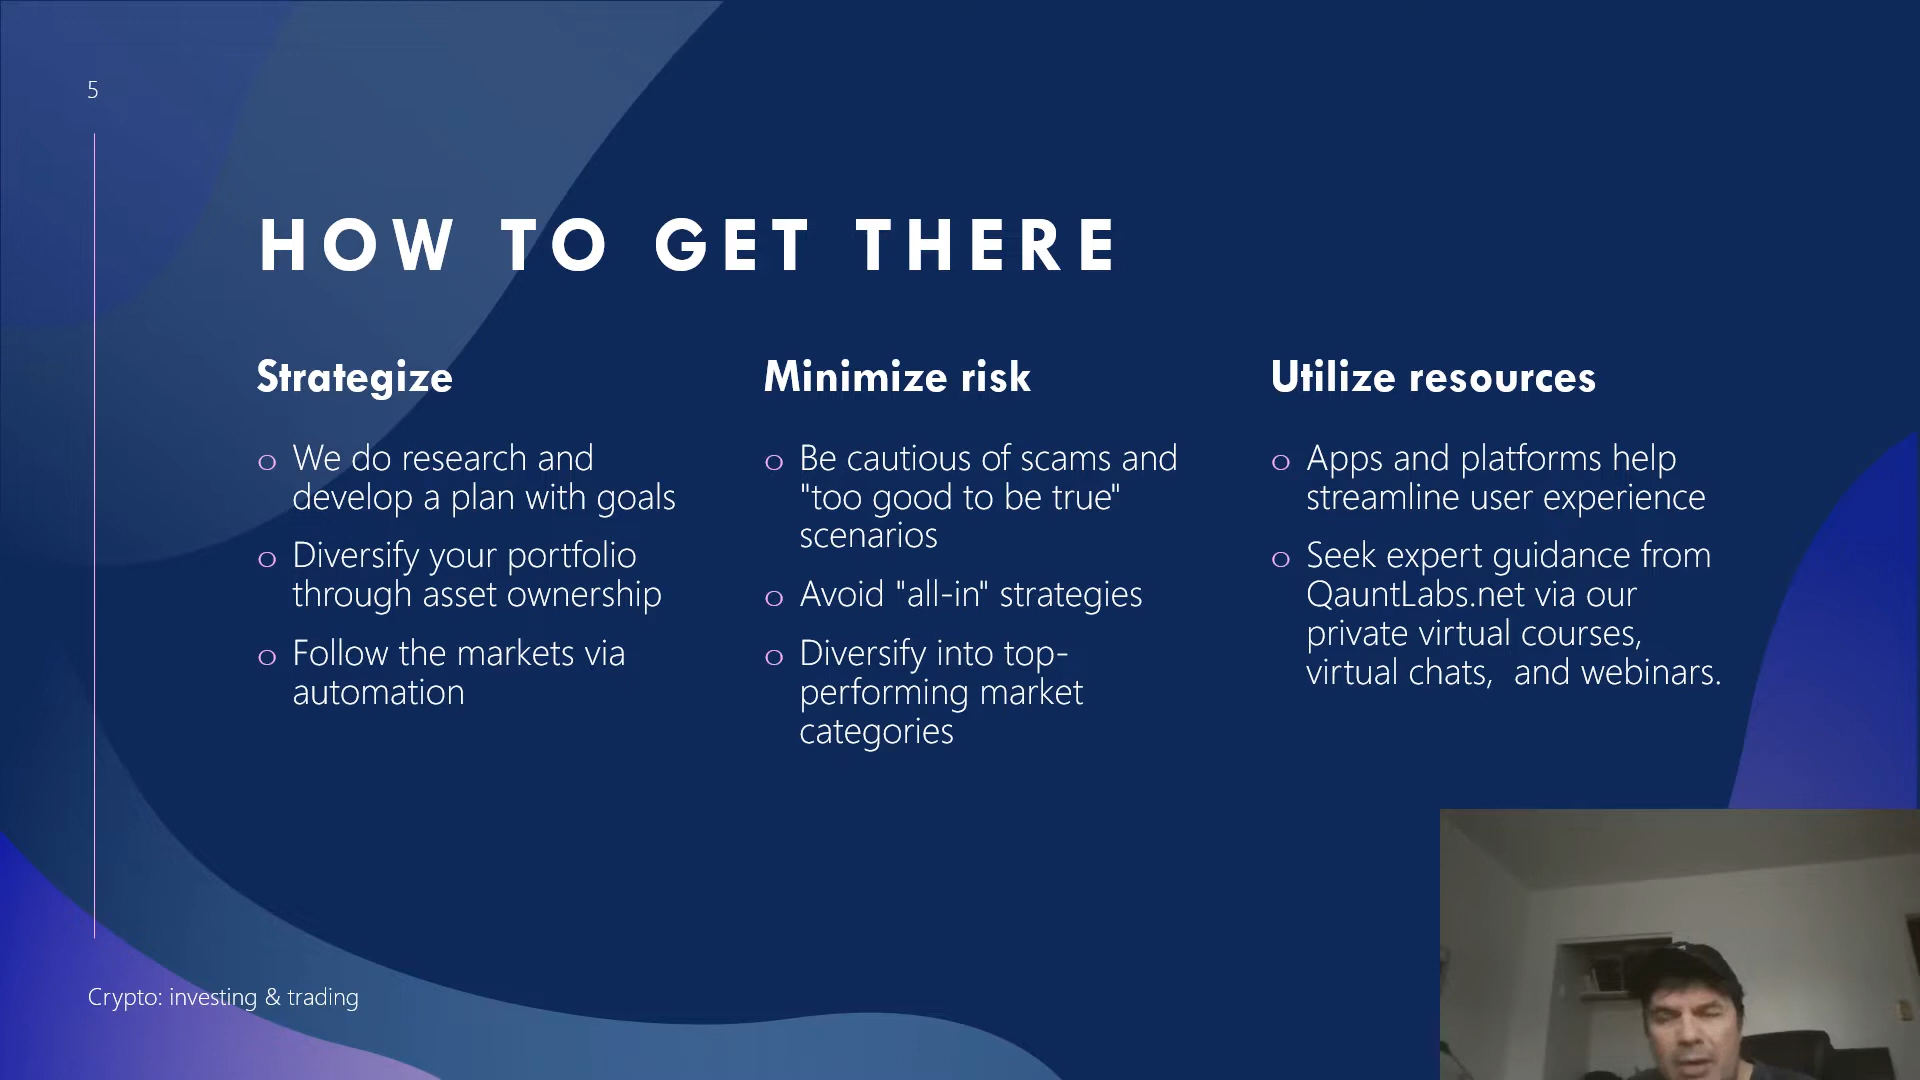 5
HOW TO GET THERE
Strategize
o We do research and
develop a plan with goals
o Diversify your portfolio
through asset ownership
o Follow the markets via
automation
Minimize risk
o Be cautious of scams and
"too good to be true"
scenarios
o Avoid "all-in" strategies
o Diversify into top-
performing market
categories
Utilize resources
o Apps and platforms help
streamline user experience
o Seek expert guidance from
QauntLabs.net via our
private virtual courses,
virtual chats,  and webinars.
Crypto: investing & trading